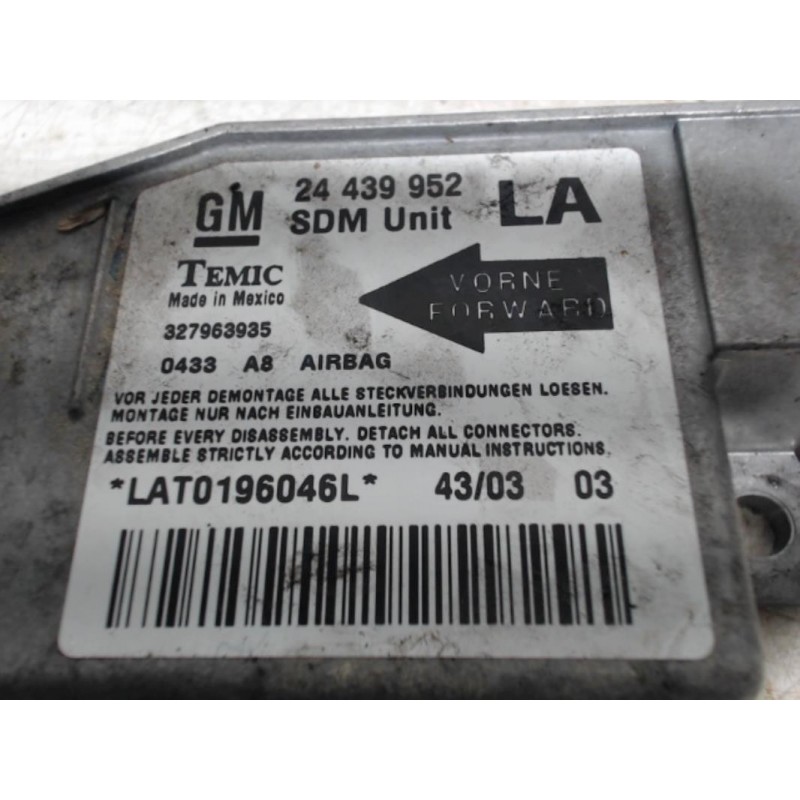 GM 24 439 952 LA
SDM Unit
TEMIC
Made in Mexico
VORNE
FORWARD
327963935
0433 A8 AIRBAG
VOR JEDER DEMONTAGE ALLE STECKVERBINDUNGEN LOESEN.
MONTAGE NUR NACH EINBAUANLEITUNG.
BEFORE EVERY DISASSEMBLY. DETACH ALL CONNECTORS.
ASSEMBLE STRICTLY ACCORDING TO MANUAL INSTRUCTIONS.
*LAT0196046L* 43/03 03